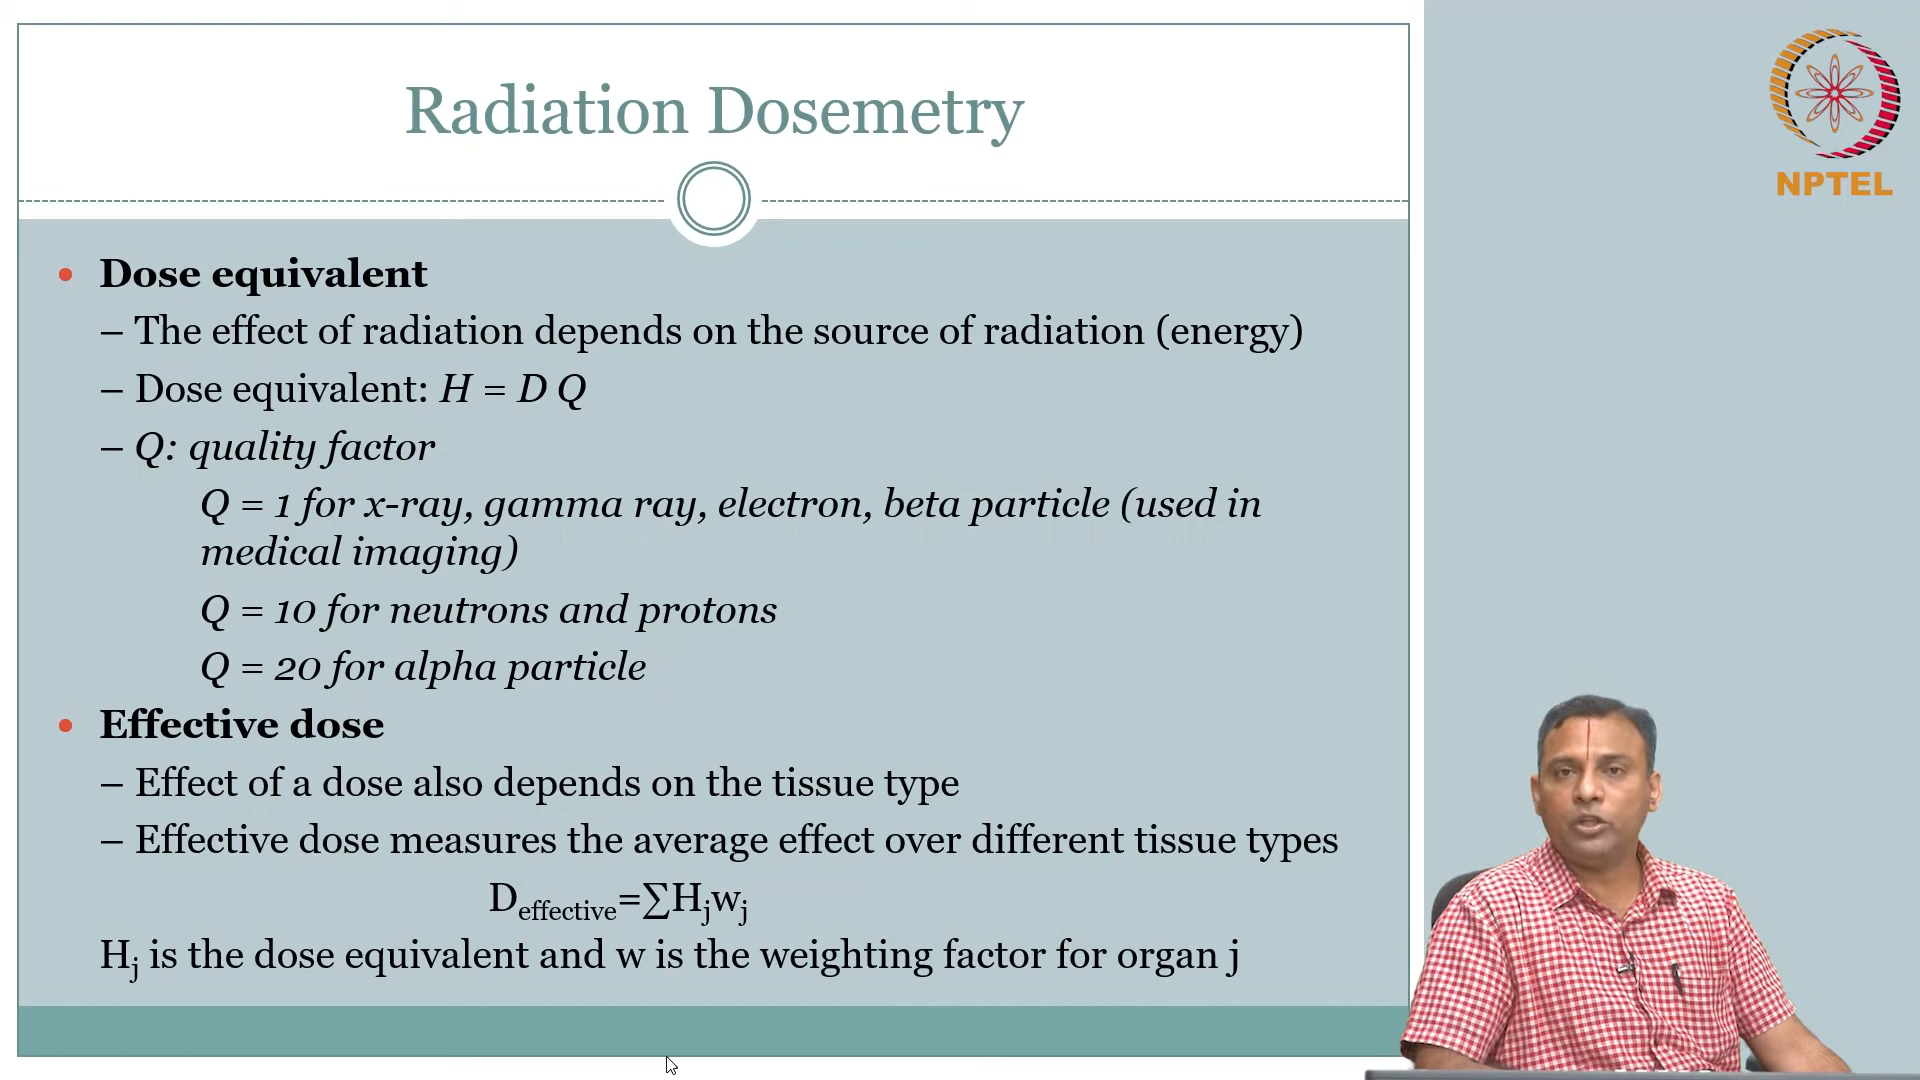 Radiation Dosemetry
NPTEL
• Dose equivalent
– The effect of radiation depends on the source of radiation (energy)
– Dose equivalent: H = D Q
– Q: quality factor
Q = 1 for x-ray, gamma ray, electron, beta particle (used in
medical imaging)
Q = 10 for neutrons and protons
Q = 20 for alpha particle
• Effective dose
– Effect of a dose also depends on the tissue type
– Effective dose measures the average effect over different tissue types
D_effective=∑H_jw_j
H_j is the dose equivalent and w is the weighting factor for organ j